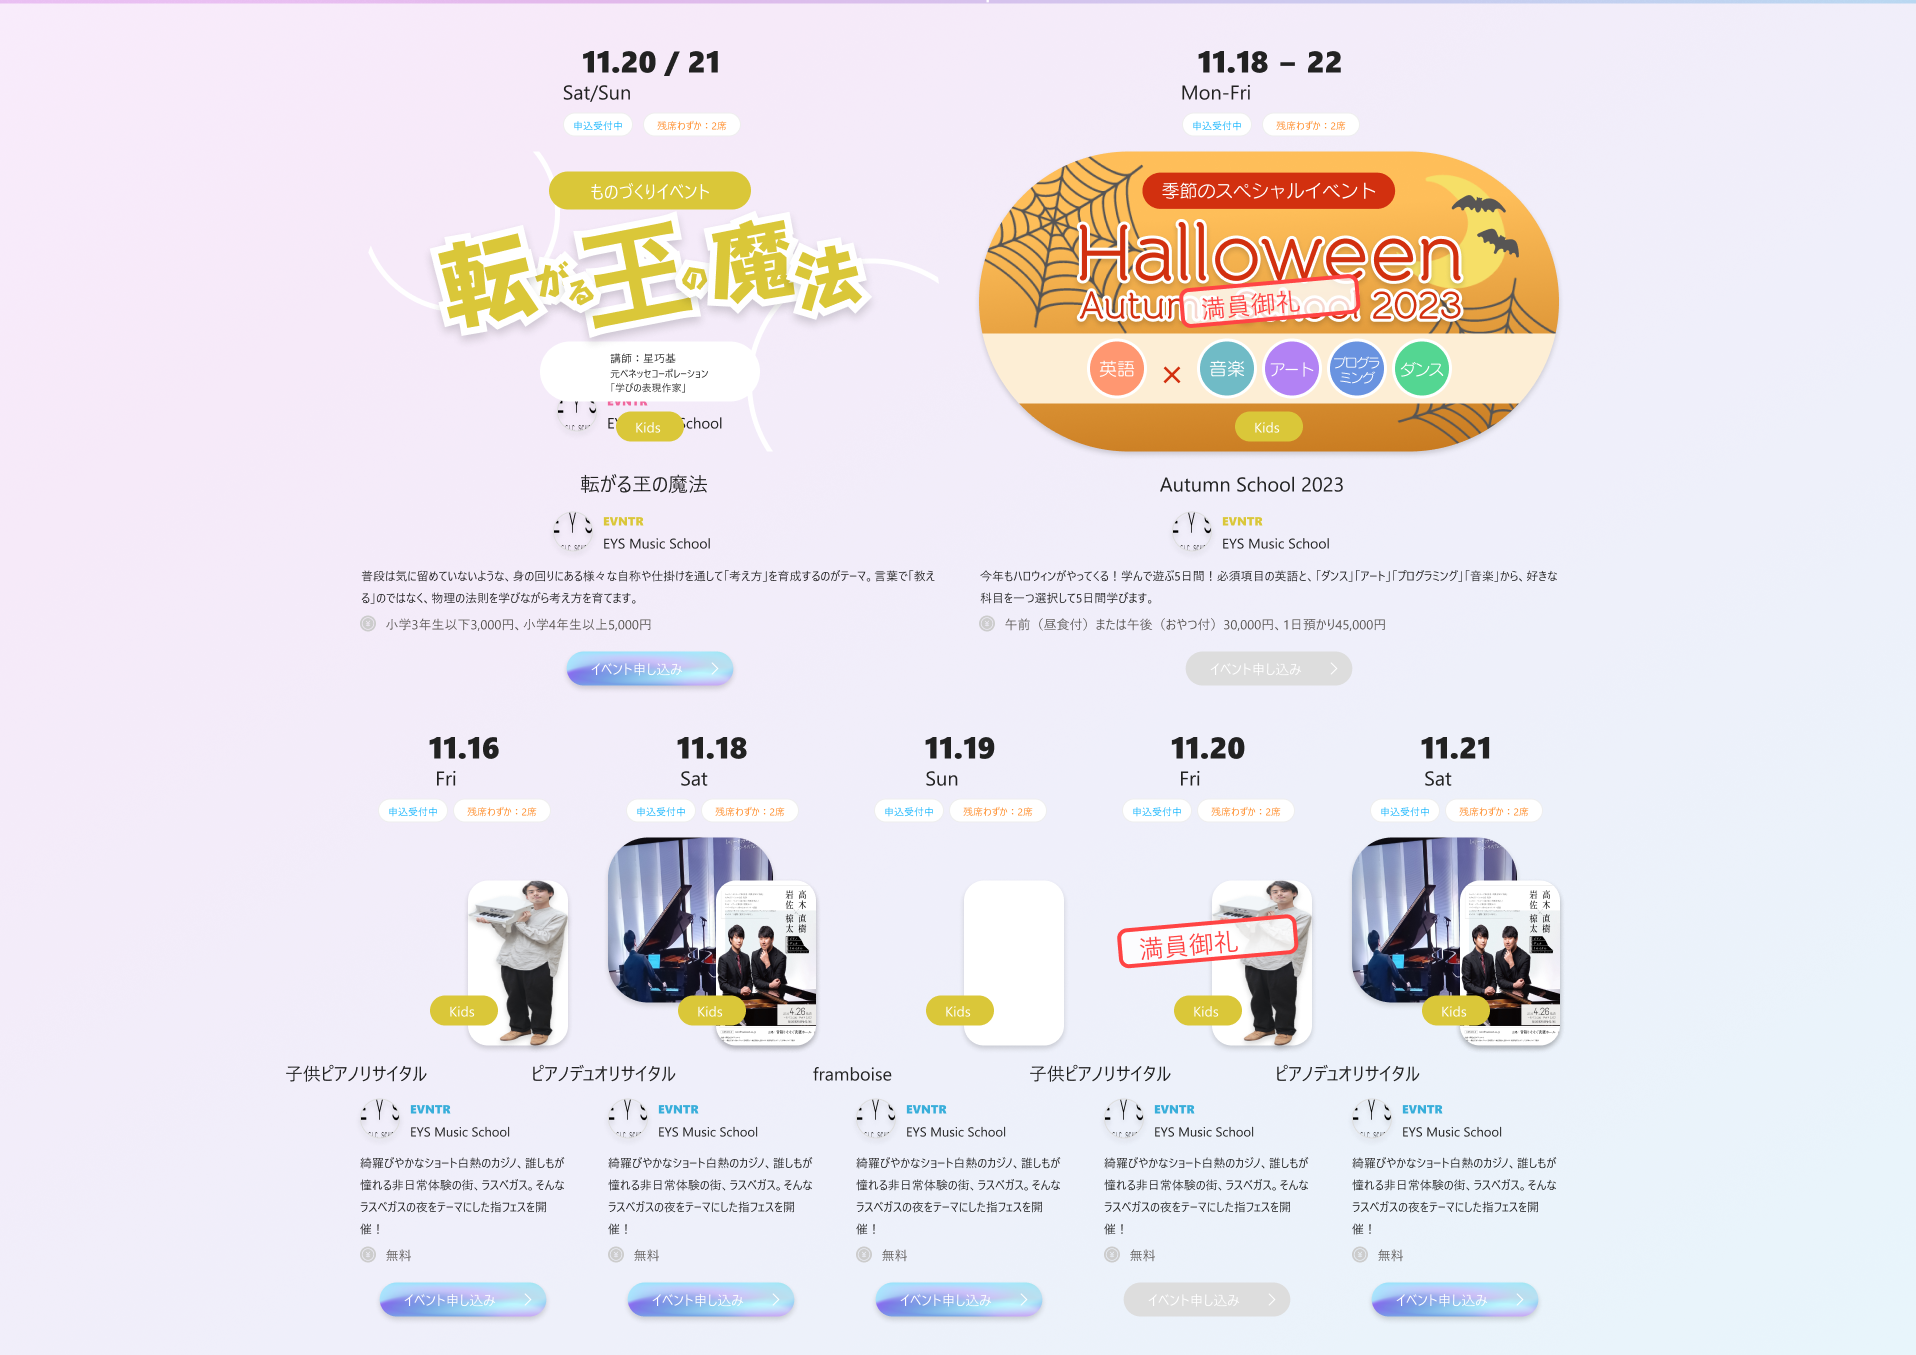 11.20 / 21
Sat/Sun
申込受付中
残席わずか：2席
ものづくりイベント
転がる王の魔法
講師：星巧基
元ベネッセコーポレーション
「学びの表現作家」
EVNTR
Kids
School
転がる王の魔法
EVNTR
EYS Music School
普段は気に留めていないような、身の回りにある様々な自称や仕掛けを通して「考え方」を育成するのがテーマ。言葉で「教え
る」のではなく、物理の法則を学びながら考え方を育てます。
小学3年生以下3,000円、小学4年生以上5,000円
イベント申し込み
11.18 – 22
Mon-Fri
申込受付中
残席わずか：2席
季節のスペシャルイベント
Halloween
Autumn School 2023
満員御礼
英語
×
音楽
アート
プログラ
ミング
ダンス
Kids
Autumn School 2023
EVNTR
EYS Music School
今年もハロウィンがやってくる！学んで遊ぶ5日間！必須項目の英語と、「ダンス」「アート」「プログラミング」「音楽」から、好きな
科目を一つ選択して5日間学びます。
午前（昼食付）または午後（おやつ付）30,000円、1日預かり45,000円
イベント申し込み
11.16
Fri
申込受付中
残席わずか：2席
Kids
子供ピアノリサイタル
EVNTR
EYS Music School
綺羅びやかなショート白熱のカジノ、誰しもが
憧れる非日常体験の街、ラスベガス。そんな
ラスベガスの夜をテーマにした指フェスを開
催！
無料
イベント申し込み
11.18
Sat
申込受付中
残席わずか：2席
高木直樹
岩佐椋太
4.26
Kids
ピアノデュオリサイタル
EVNTR
EYS Music School
綺羅びやかなショート白熱のカジノ、誰しもが
憧れる非日常体験の街、ラスベガス。そんな
ラスベガスの夜をテーマにした指フェスを開
催！
無料
イベント申し込み
11.19
Sun
申込受付中
残席わずか：2席
Kids
framboise
EVNTR
EYS Music School
綺羅びやかなショート白熱のカジノ、誰しもが
憧れる非日常体験の街、ラスベガス。そんな
ラスベガスの夜をテーマにした指フェスを開
催！
無料
イベント申し込み
11.20
Fri
申込受付中
残席わずか：2席
満員御礼
Kids
子供ピアノリサイタル
EVNTR
EYS Music School
綺羅びやかなショート白熱のカジノ、誰しもが
憧れる非日常体験の街、ラスベガス。そんな
ラスベガスの夜をテーマにした指フェスを開
催！
無料
イベント申し込み
11.21
Sat
申込受付中
残席わずか：2席
高木直樹
岩佐椋太
4.26
Kids
ピアノデュオリサイタル
EVNTR
EYS Music School
綺羅びやかなショート白熱のカジノ、誰しもが
憧れる非日常体験の街、ラスベガス。そんな
ラスベガスの夜をテーマにした指フェスを開
催！
無料
イベント申し込み